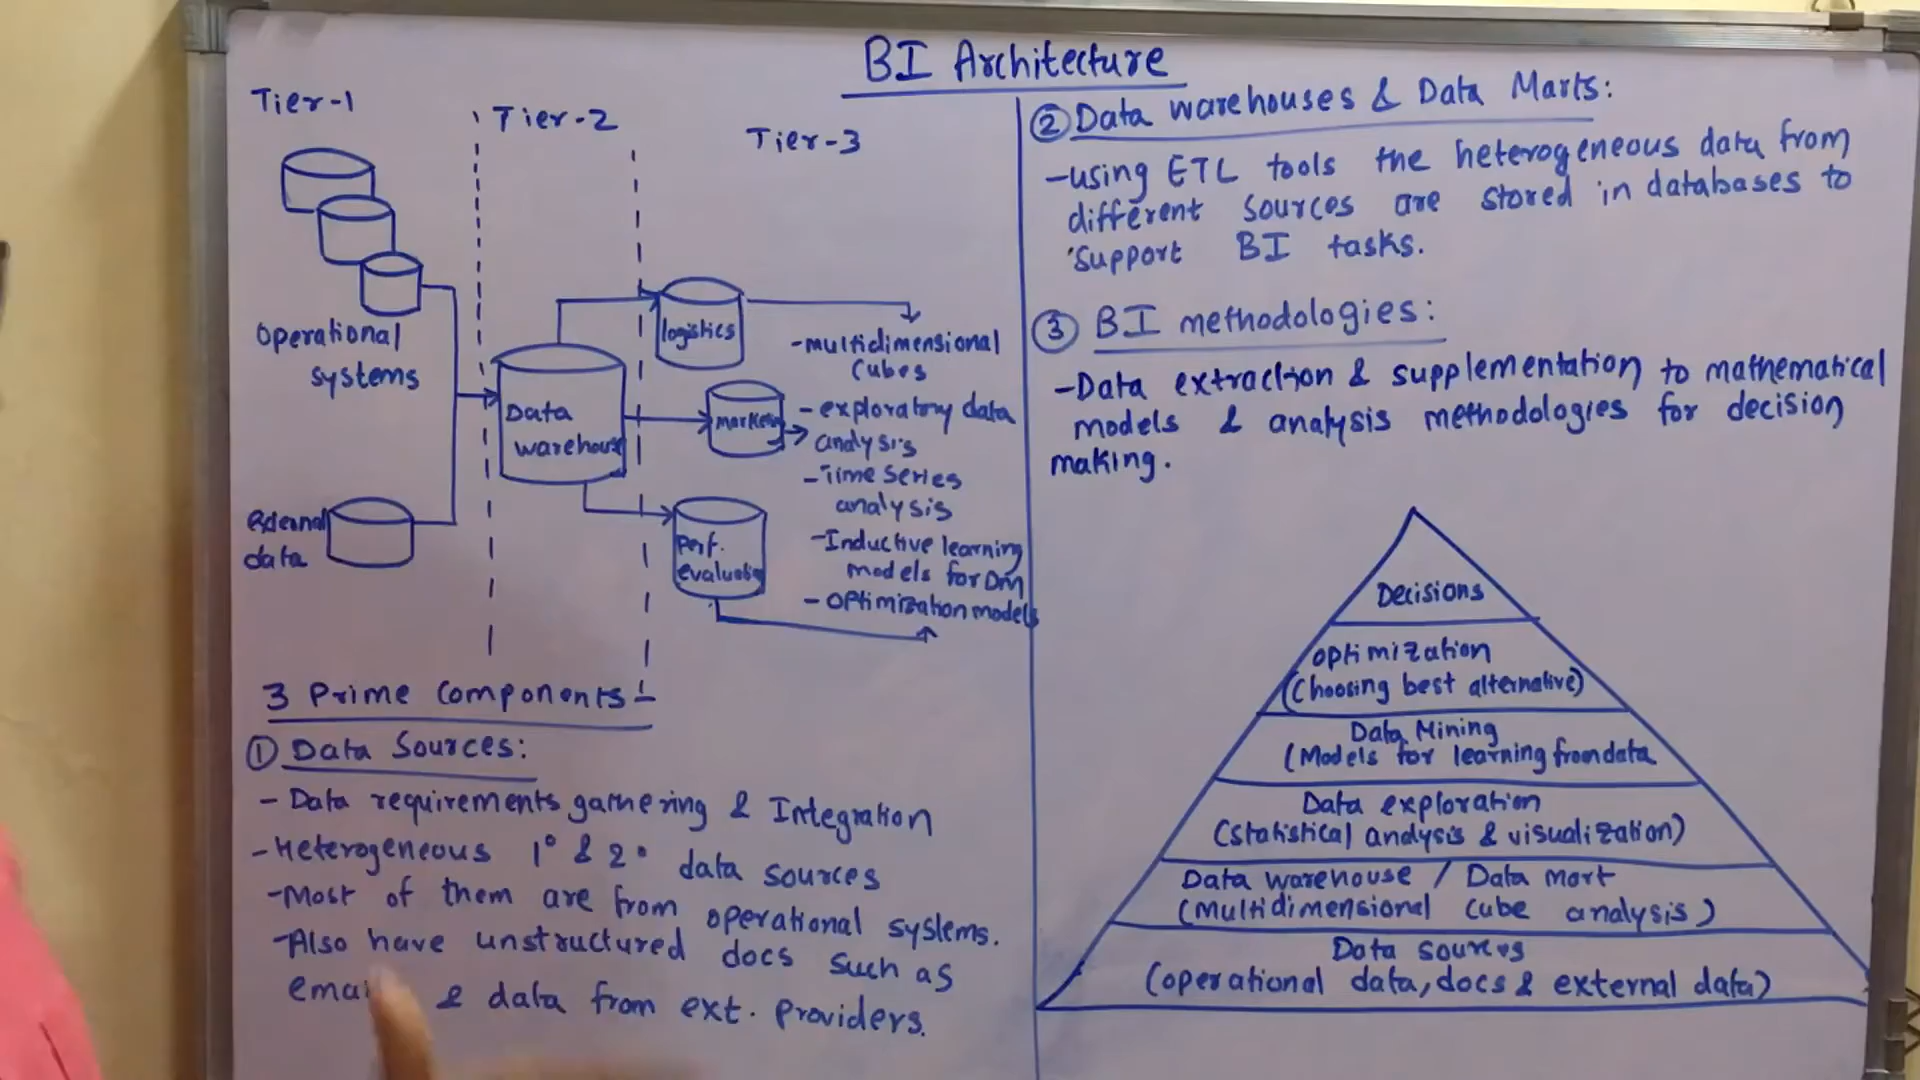 BI Architecture
Tier-1
Tier-2
Tier-3
Operational
systems
External
data
Data
warehouse
logistics
marketing
perf.
evaluation
-multidimensional
cubes
- exploratory data
analysis
-Time series
analysis
-Inductive learning
models for DM
- Optimization models
3 Prime Components:-
① Data Sources:
- Data requirements gathering & Integration
-Heterogeneous 1° & 2° data sources
-Most of them are from operational systems.
-Also have unstructured docs such as
& data from ext. Providers.
② Data warehouses & Data Marts:
-using ETL tools the heterogeneous data from
different sources are stored in databases to
support BI tasks.
③ BI methodologies:
-Data extraction & supplementation to mathematical
models & analysis methodologies for decision
making.
Decisions
Optimization
(Choosing best alternative)
Data Mining
(Models for learning from data
Data exploration
(statistical analysis & visualization)
Data warehouse / Data mart
(multidimensional cube analysis)
Data sources
(operational data, docs & external data)